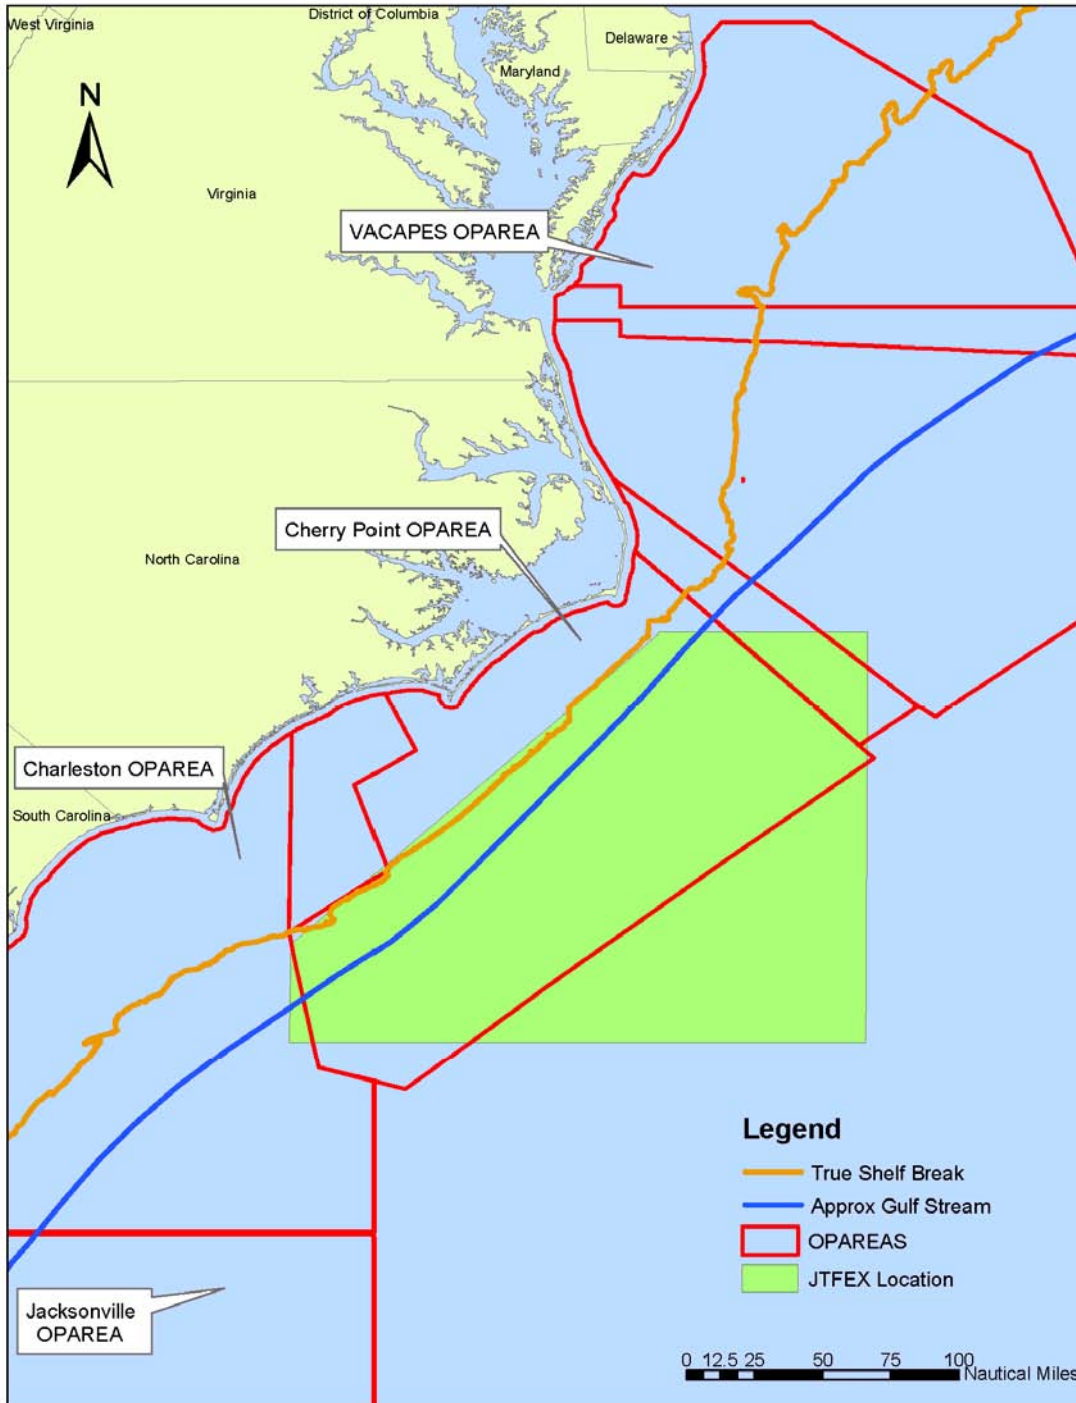 District of Columbia
West Virginia
Delaware
Maryland
N
Virginia
VACAPES OPAREA
Cherry Point OPAREA
North Carolina
Charleston OPAREA
South Carolina
Legend
True Shelf Break
Approx Gulf Stream
OPAREAS
JTFEX Location
Jacksonville
OPAREA
0 12.5 25 50 75 100
Nautical Miles